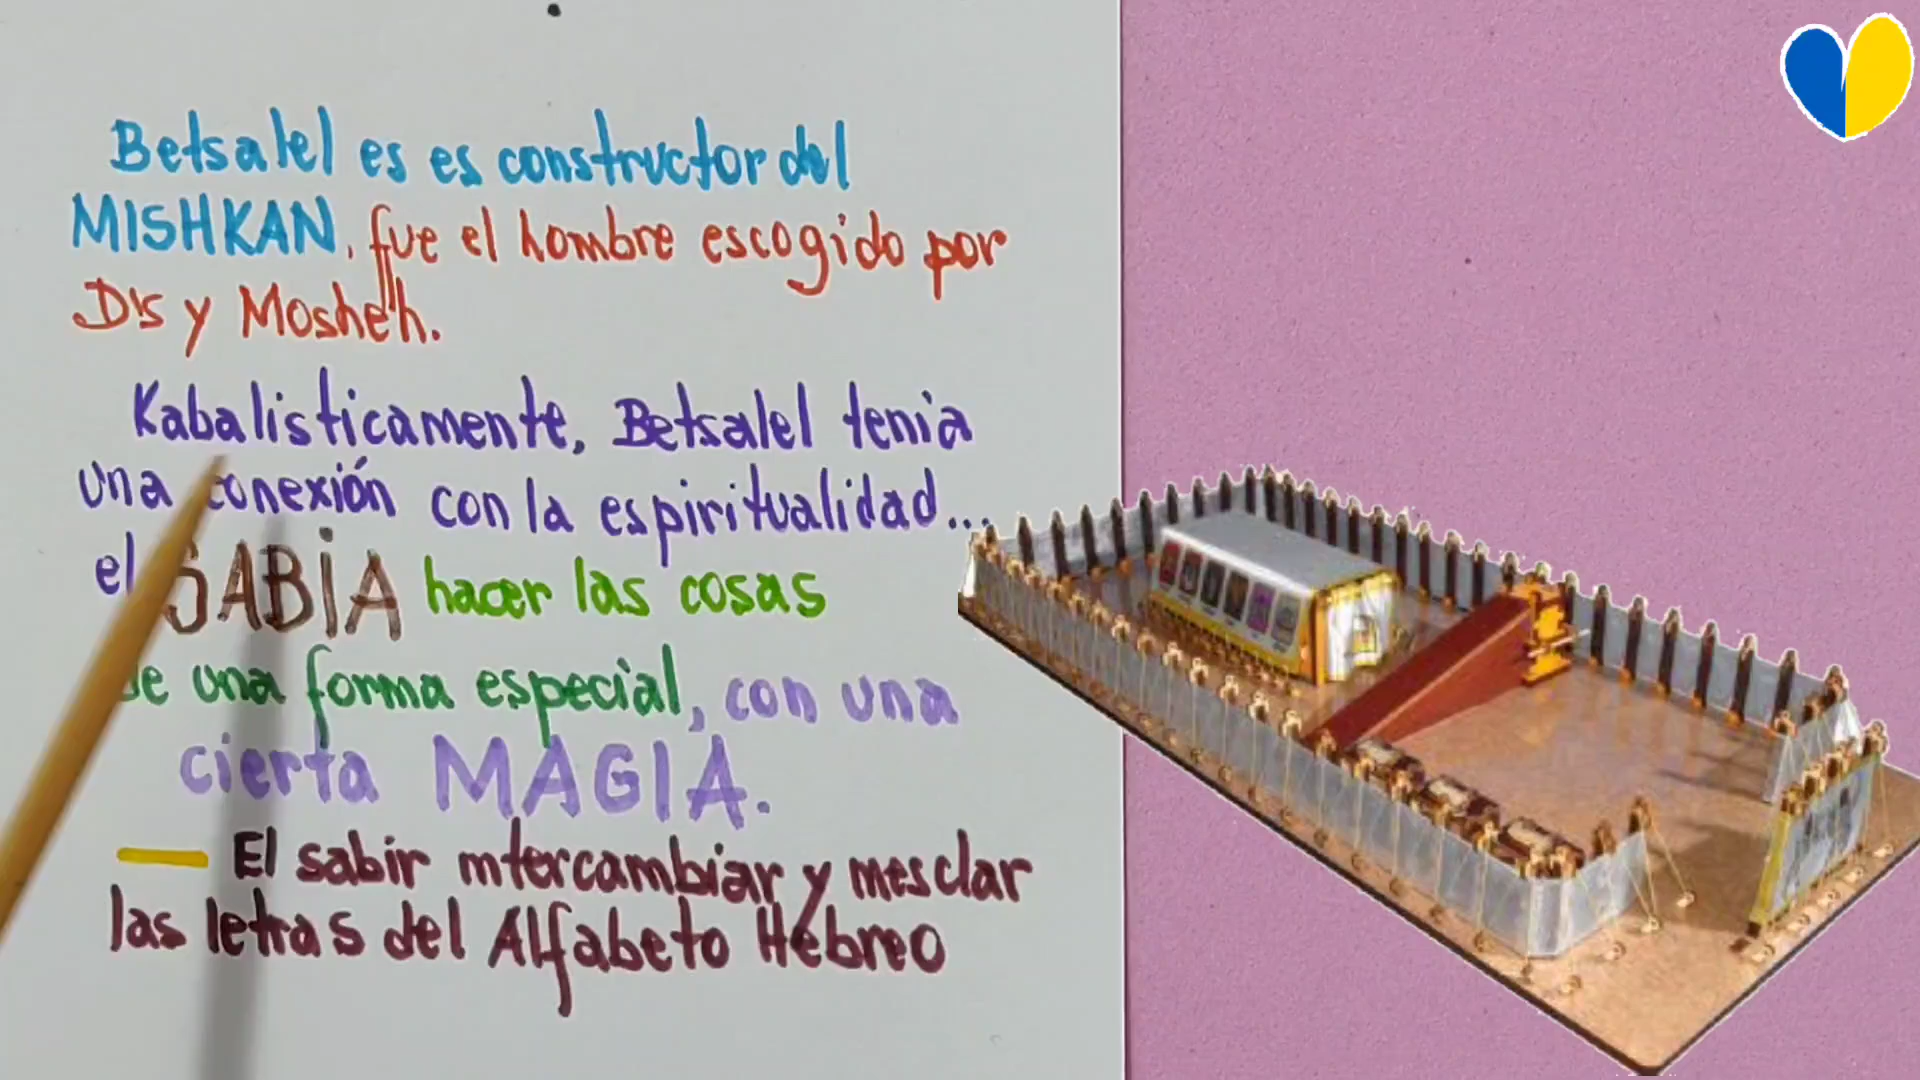 Betsalel es es constructor del
MISHKAN, fue el hombre escogido por
D's y Mosheh.
Kabalisticamente, Betsalel tenia
una conexión con la espiritualidad...
el SABIA hacer las cosas
de una forma especial, con una
cierta MAGIA.
El sabir intercambiar y mesclar
las letras del Alfabeto Hebreo